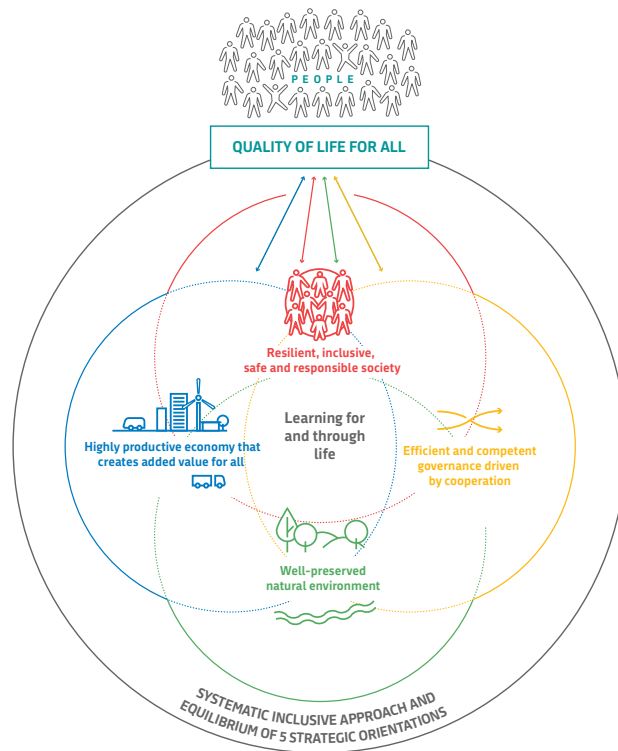 PEOPLE
QUALITY OF LIFE FOR ALL
Resilient, inclusive,
safe and responsible society
Highly productive economy that
creates added value for all
Learning for
and through
life
Efficient and competent
governance driven
by cooperation
Well-preserved
natural environment
SYSTEMATIC INCLUSIVE APPROACH AND
EQUILIBRIUM OF 5 STRATEGIC ORIENTATIONS